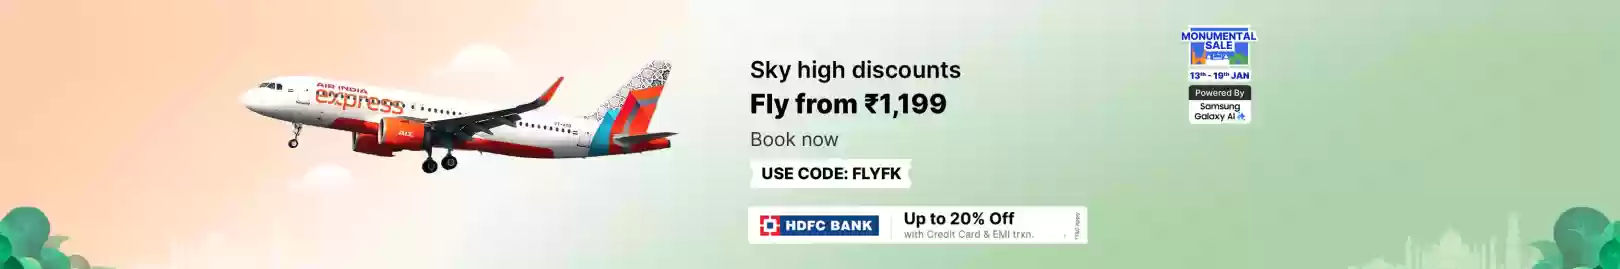 AIR INDIA
express
AIX
Sky high discounts
Fly from ₹1,199
Book now
USE CODE: FLYFK
HDFC BANK
Up to 20% Off
with Credit Card & EMI trxn.
MONUMENTAL
SALE
13th - 19th JAN
Powered By
Samsung
Galaxy AI